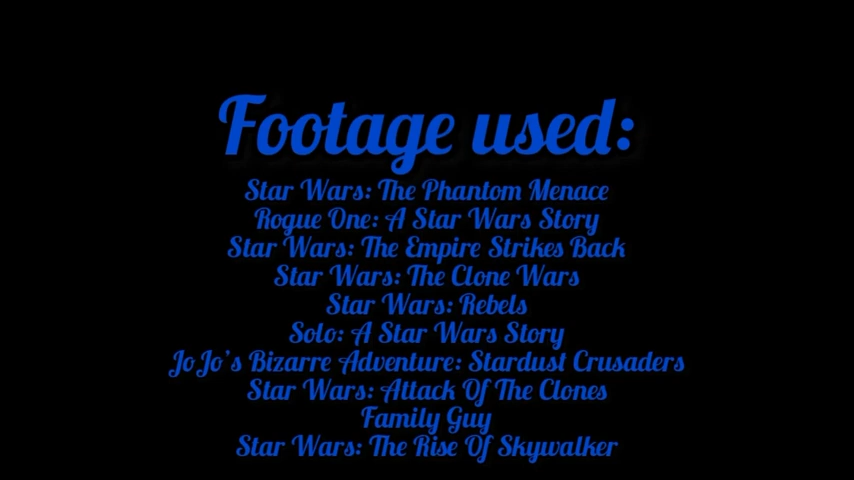 Footage used:
Star Wars: The Phantom Menace
Rogue One: A Star Wars Story
Star Wars: The Empire Strikes Back
Star Wars: The Clone Wars
Star Wars: Rebels
Solo: A Star Wars Story
JoJo's Bizarre Adventure: Stardust Crusaders
Star Wars: Attack Of The Clones
Family Guy
Star Wars: The Rise Of Skywalker